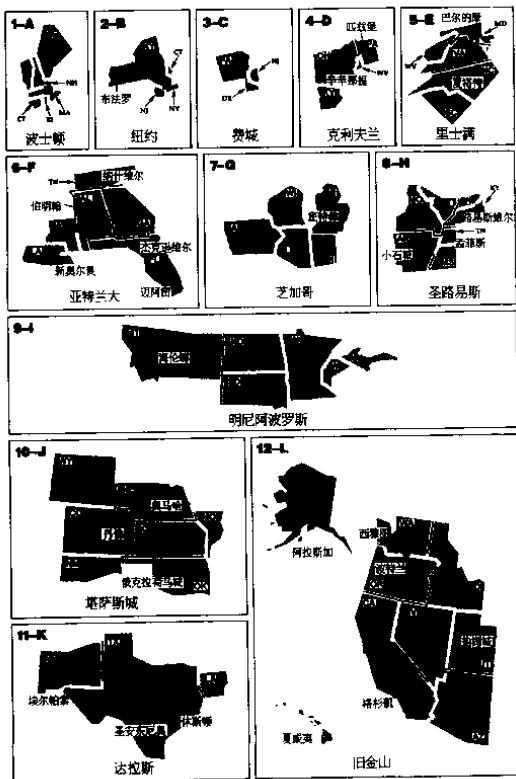 1–A
NH
CT
RI
MA
波士顿
2–B
CT
布法罗
NJ
NY
纽约
3–C
NJ
DE
费城
4–D
匹兹堡
辛辛那提
WV
克利夫兰
5–E
巴尔的摩
MD
WV
里士满
6–F
纳什维尔
TN
伯明翰
杰克逊维尔
新奥尔良
迈阿密
亚特兰大
7–G
底特律
芝加哥
8–H
KY
路易斯维尔
TN
孟菲斯
小石城
圣路易斯
9–I
海伦娜
明尼阿波罗斯
10–J
奥马哈
丹佛
俄克拉荷马城
堪萨斯城
11–K
埃尔帕索
圣安东尼奥
休斯顿
达拉斯
12–L
阿拉斯加
西雅图
波特兰
洛杉矶
夏威夷
旧金山